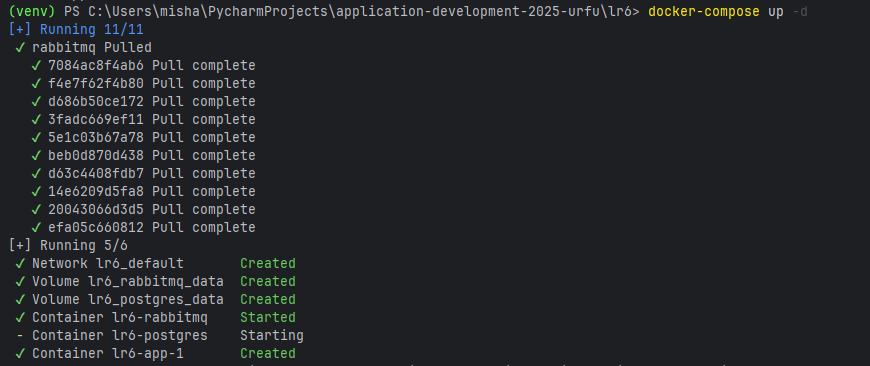 (venv) PS C:\Users\misha\PycharmProjects\application-development-2025-urfu\lr6> docker-compose up -d
[+] Running 11/11
✓ rabbitmq Pulled
✓ 7084ac8f4ab6 Pull complete
✓ f4e7f62f4b80 Pull complete
✓ d686b50ce172 Pull complete
✓ 3fadc669ef11 Pull complete
✓ 5e1c03b67a78 Pull complete
✓ beb0d870d438 Pull complete
✓ d63c4408fdb7 Pull complete
✓ 14e6209d5fa8 Pull complete
✓ 20043066d3d5 Pull complete
✓ efa05c660812 Pull complete
[+] Running 5/6
✓ Network lr6_default Created
✓ Volume lr6_rabbitmq_data Created
✓ Volume lr6_postgres_data Created
✓ Container lr6-rabbitmq Started
- Container lr6-postgres Starting
✓ Container lr6-app-1 Created